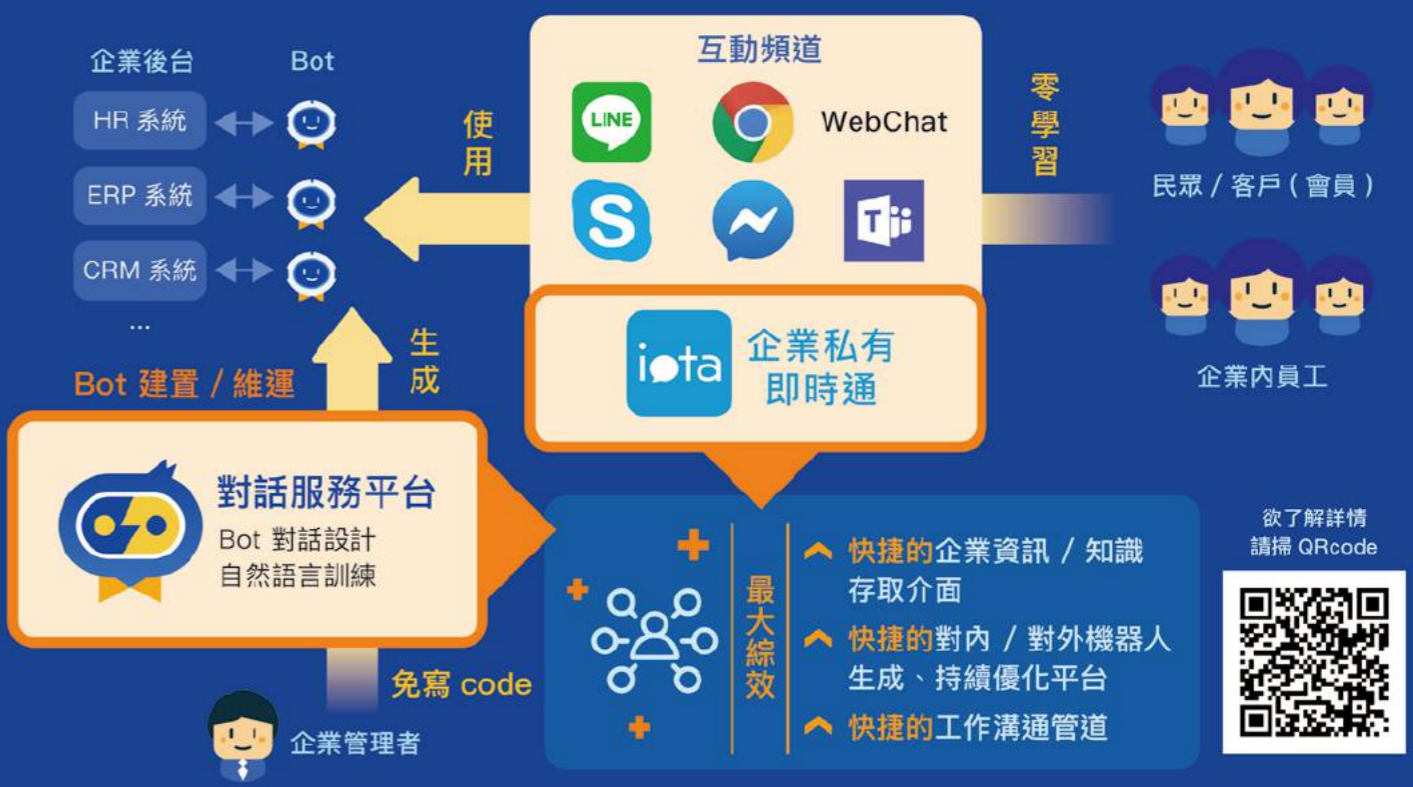 企業後台
Bot
HR 系統
ERP 系統
CRM 系統
...
使用
互動頻道
LINE
WebChat
S
T
零學習
民眾 / 客戶 ( 會員 )
企業內員工
iota
企業私有
即時通
生成
Bot 建置 / 維運
對話服務平台
Bot 對話設計
自然語言訓練
免寫 code
企業管理者
最大綜效
快捷的企業資訊 / 知識
存取介面
快捷的對內 / 對外機器人
生成、持續優化平台
快捷的工作溝通管道
欲了解詳情
請掃 QRcode